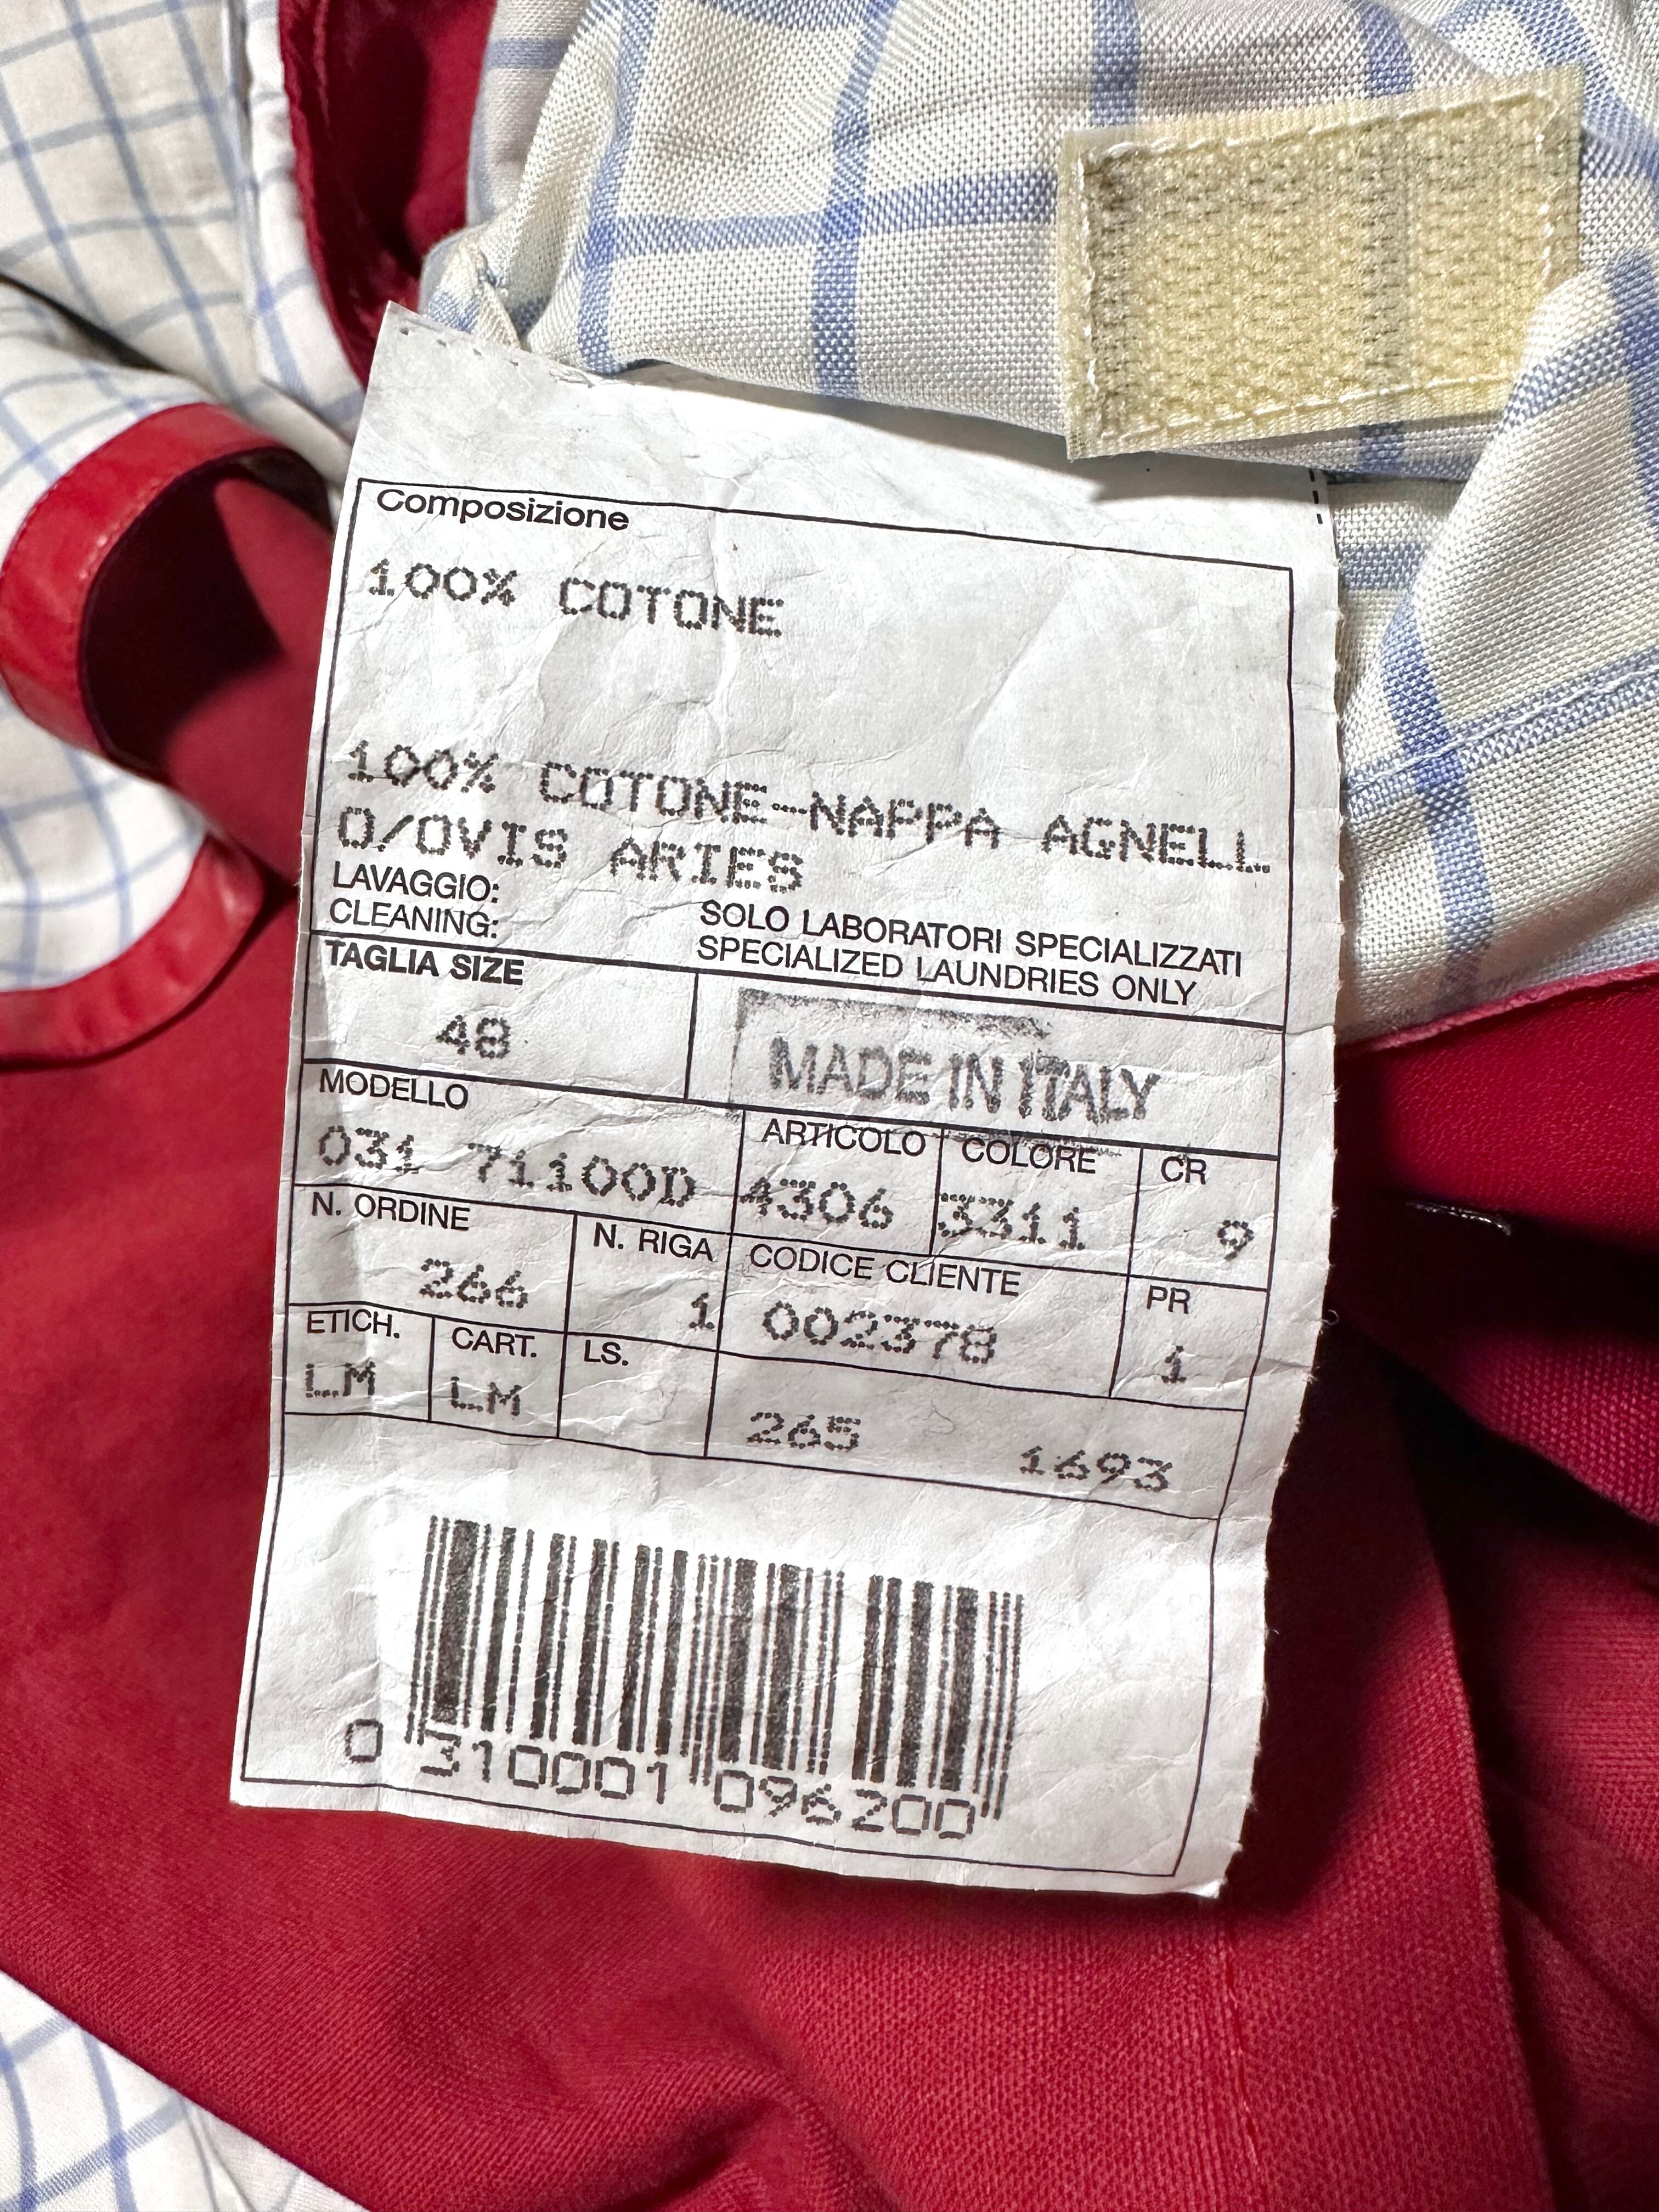 Composizione
100% COTONE
100% COTONE-NAPPA AGNELL
O/OVIS ARIES
LAVAGGIO: SOLO LABORATORI SPECIALIZZATI
CLEANING: SPECIALIZED LAUNDRIES ONLY
TAGLIA SIZE
48
MADE IN ITALY
MODELLO ARTICOLO COLORE CR
031 71100D 4306 3311 9
N. ORDINE N. RIGA CODICE CLIENTE PR
266 1 002378 1
ETICH. CART. LS.
LM LM 265 1693
0 310001 096200